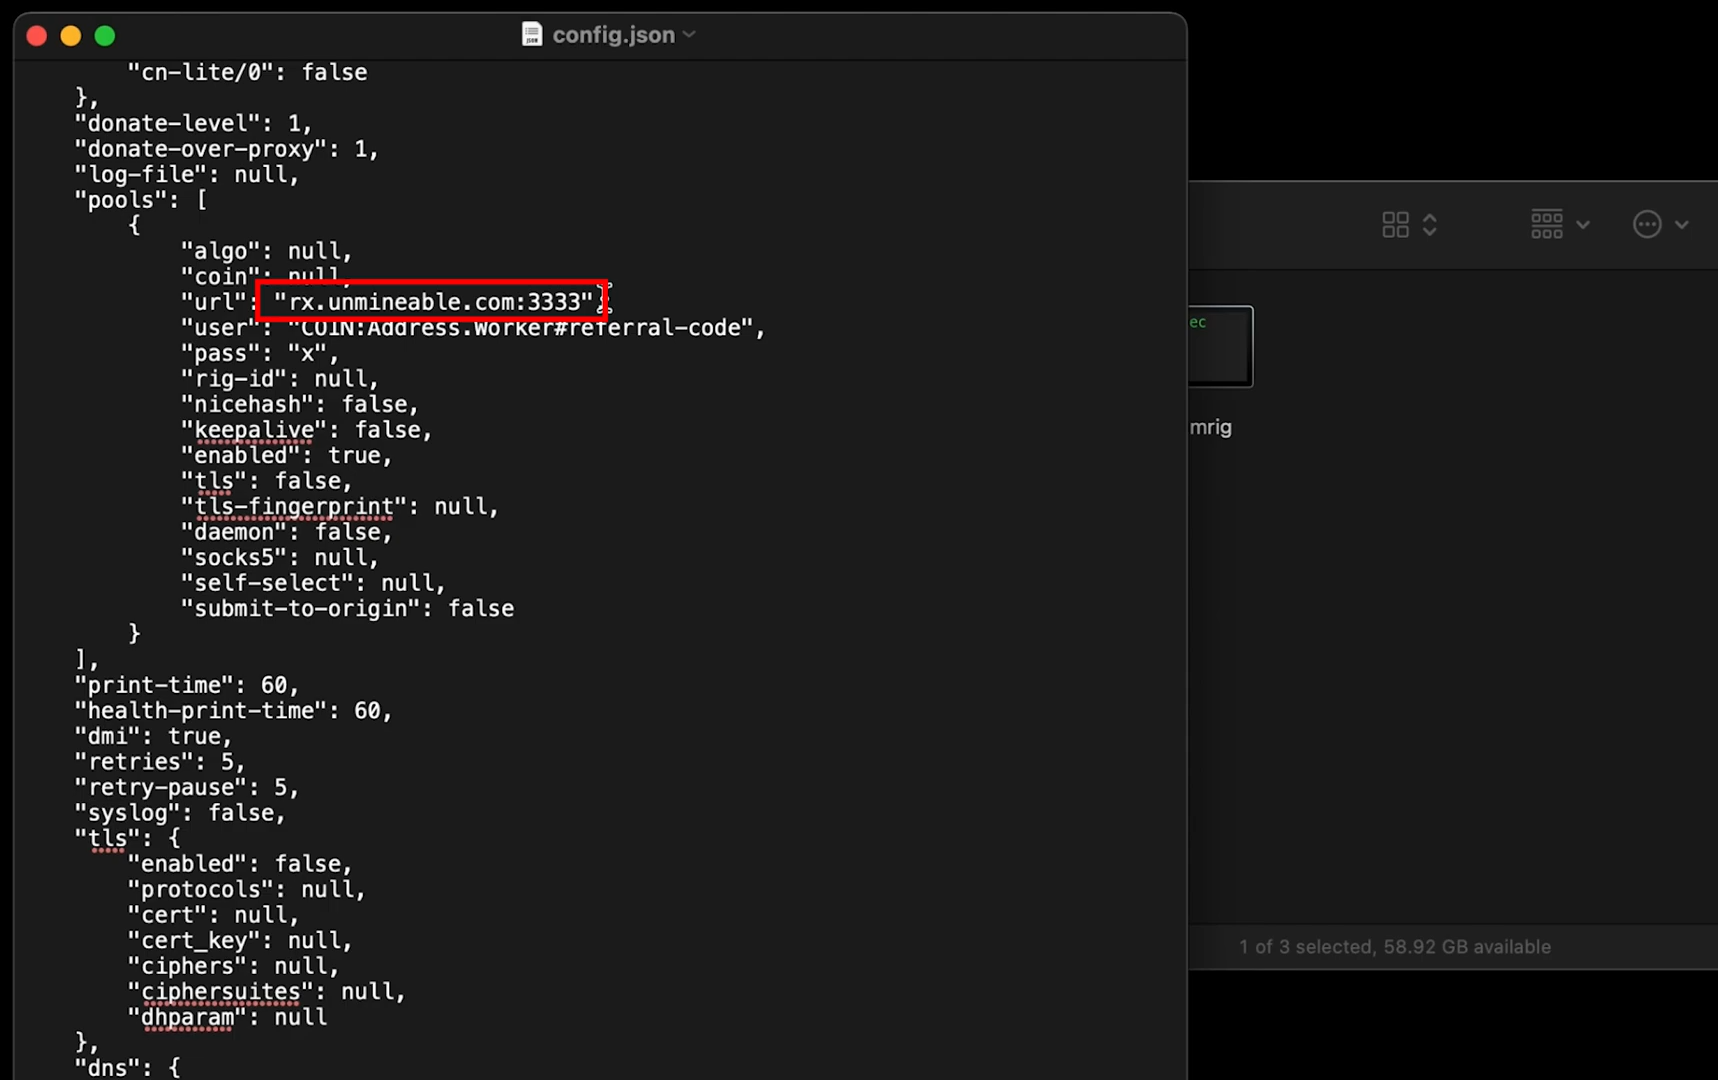 config.json
"cn-lite/0": false
},
"donate-level": 1,
"donate-over-proxy": 1,
"log-file": null,
"pools": [
{
"algo": null,
"coin": null,
"url": "rx.unmineable.com:3333",
"user": "COIN:Address.Worker#referral-code",
"pass": "x",
"rig-id": null,
"nicehash": false,
"keepalive": false,
"enabled": true,
"tls": false,
"tls-fingerprint": null,
"daemon": false,
"socks5": null,
"self-select": null,
"submit-to-origin": false
}
],
"print-time": 60,
"health-print-time": 60,
"dmi": true,
"retries": 5,
"retry-pause": 5,
"syslog": false,
"tls": {
"enabled": false,
"protocols": null,
"cert": null,
"cert_key": null,
"ciphers": null,
"ciphersuites": null,
"dhparam": null
},
"dns": {
ec
mrig
1 of 3 selected, 58.92 GB available